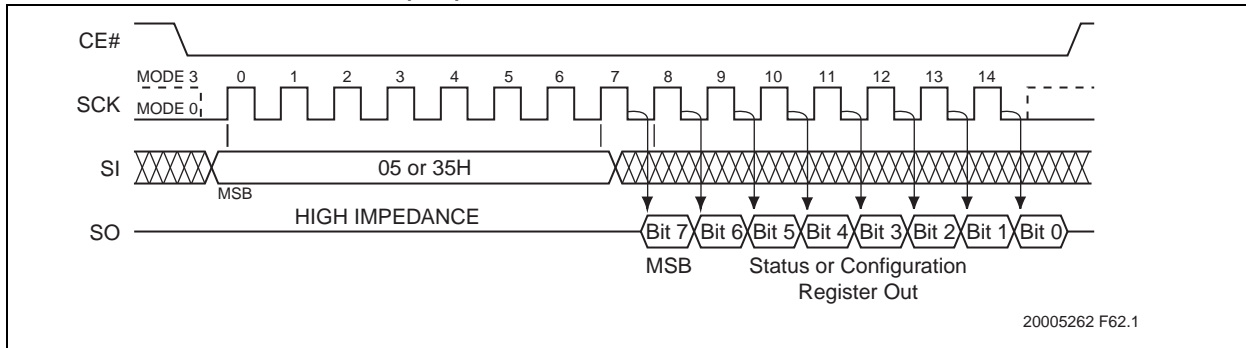 CE#
MODE 3 0 1 2 3 4 5 6 7 8 9 10 11 12 13 14
SCK
MODE 0
SI 05 or 35H
MSB
HIGH IMPEDANCE
SO Bit 7 Bit 6 Bit 5 Bit 4 Bit 3 Bit 2 Bit 1 Bit 0
MSB Status or Configuration
Register Out
20005262 F62.1